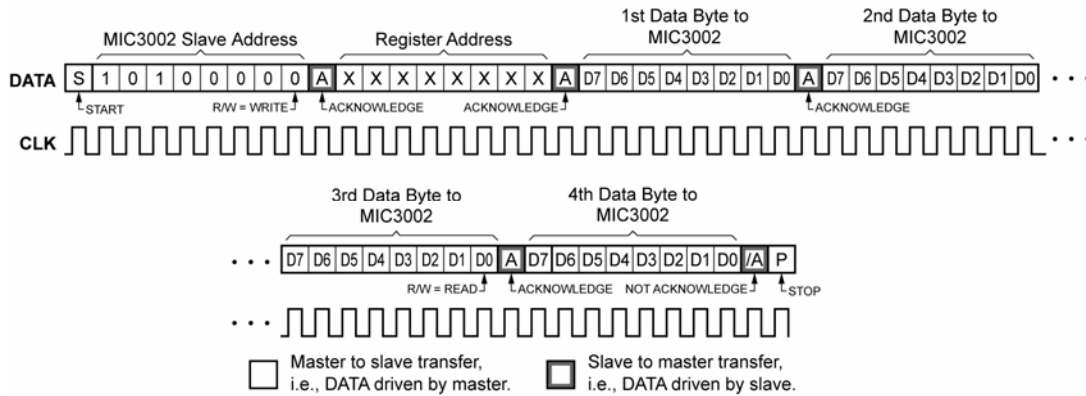 1st Data Byte to 2nd Data Byte to
MIC3002 Slave Address Register Address MIC3002 MIC3002
DATA S 1 0 1 0 0 0 0 0 A X X X X X X X X A D7 D6 D5 D4 D3 D2 D1 D0 A D7 D6 D5 D4 D3 D2 D1 D0 • • •
START R/W = WRITE ACKNOWLEDGE ACKNOWLEDGE ACKNOWLEDGE
CLK • • •
3rd Data Byte to 4th Data Byte to
MIC3002 MIC3002
• • • D7 D6 D5 D4 D3 D2 D1 D0 A D7 D6 D5 D4 D3 D2 D1 D0 /A P
R/W = READ ACKNOWLEDGE NOT ACKNOWLEDGE STOP
• • •
Master to slave transfer, Slave to master transfer,
i.e., DATA driven by master. i.e., DATA driven by slave.